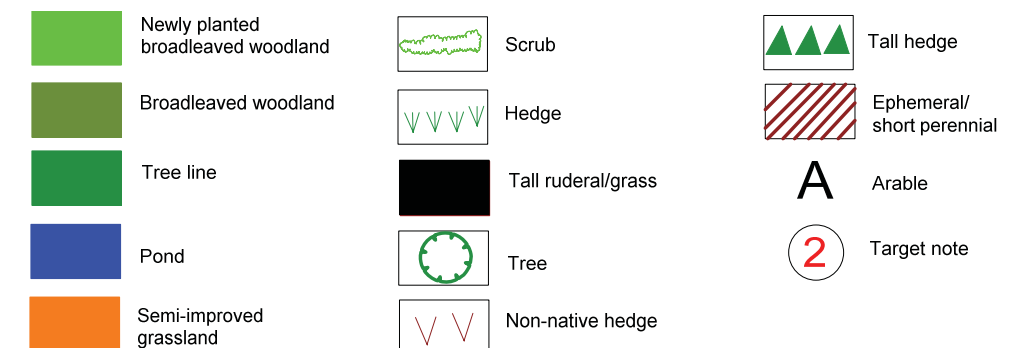 Newly planted
broadleaved woodland
Broadleaved woodland
Tree line
Pond
Semi-improved
grassland
Scrub
Hedge
Tall ruderal/grass
Tree
Non-native hedge
Tall hedge
Ephemeral/
short perennial
A
Arable
2
Target note